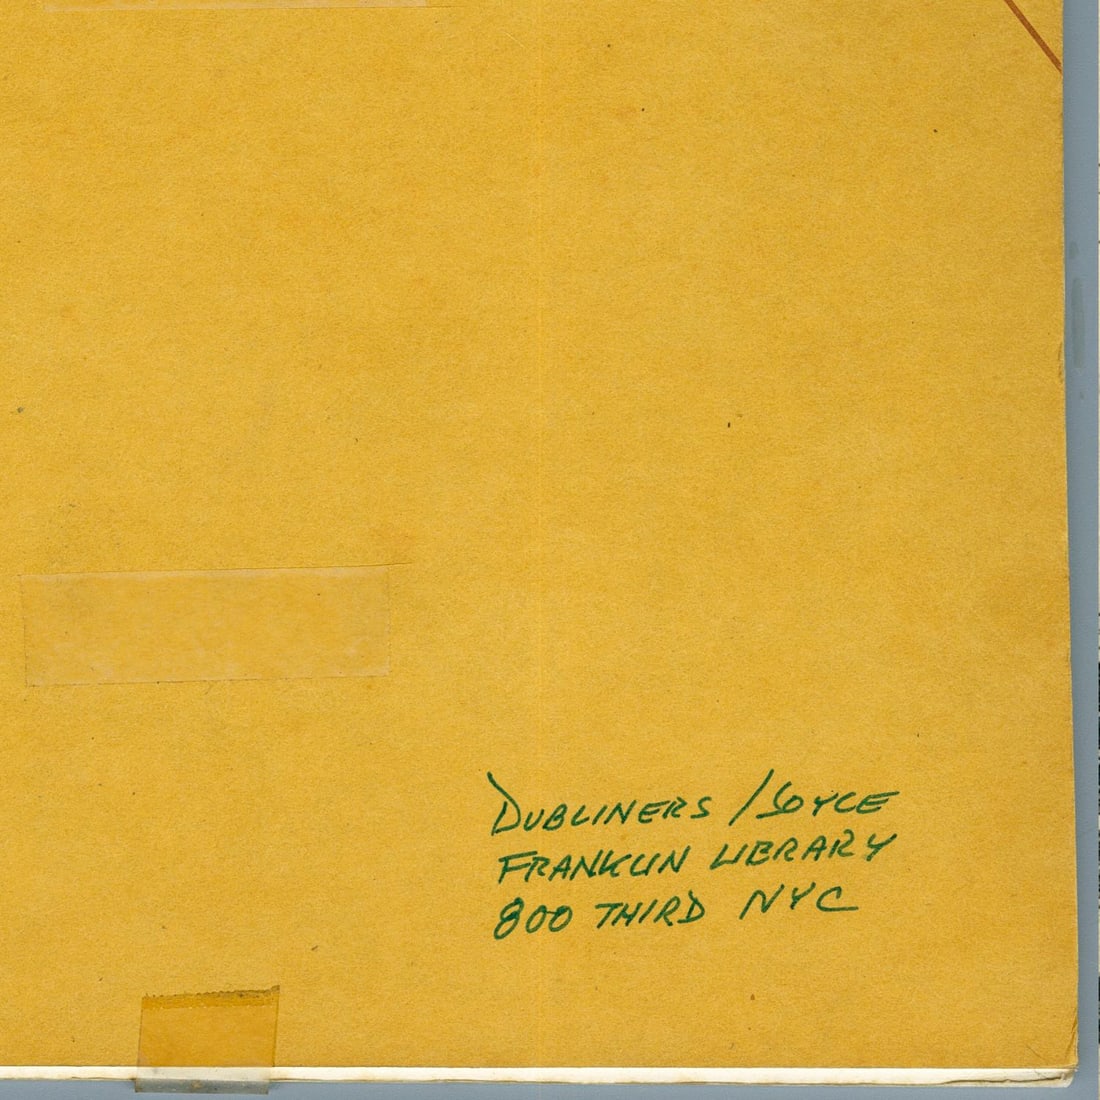 DUBLINERS / JOYCE
FRANKLIN LIBRARY
800 THIRD NYC